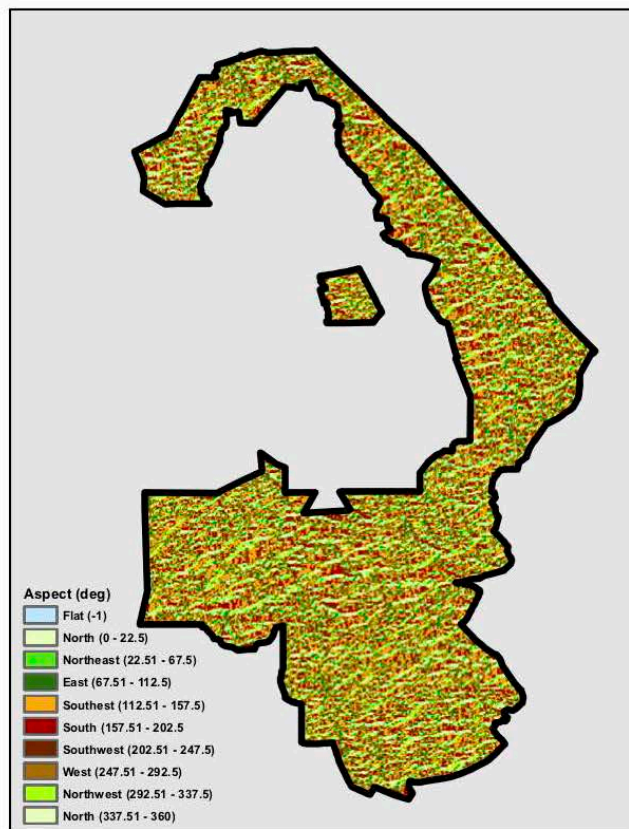 Aspect (deg)
Flat (-1)
North (0 - 22.5)
Northeast (22.51 - 67.5)
East (67.51 - 112.5)
Southest (112.51 - 157.5)
South (157.51 - 202.5
Southwest (202.51 - 247.5)
West (247.51 - 292.5)
Northwest (292.51 - 337.5)
North (337.51 - 360)